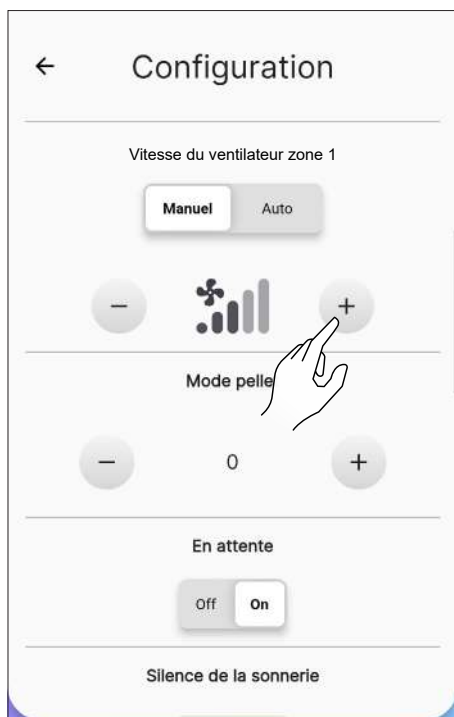 Configuration
Vitesse du ventilateur zone 1
Manuel Auto
Mode pelle
0
En attente
Off On
Silence de la sonnerie